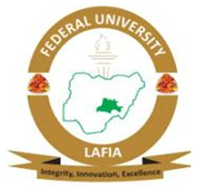 FEDERAL UNIVERSITY
LAFIA
Integrity, Innovation, Excellence